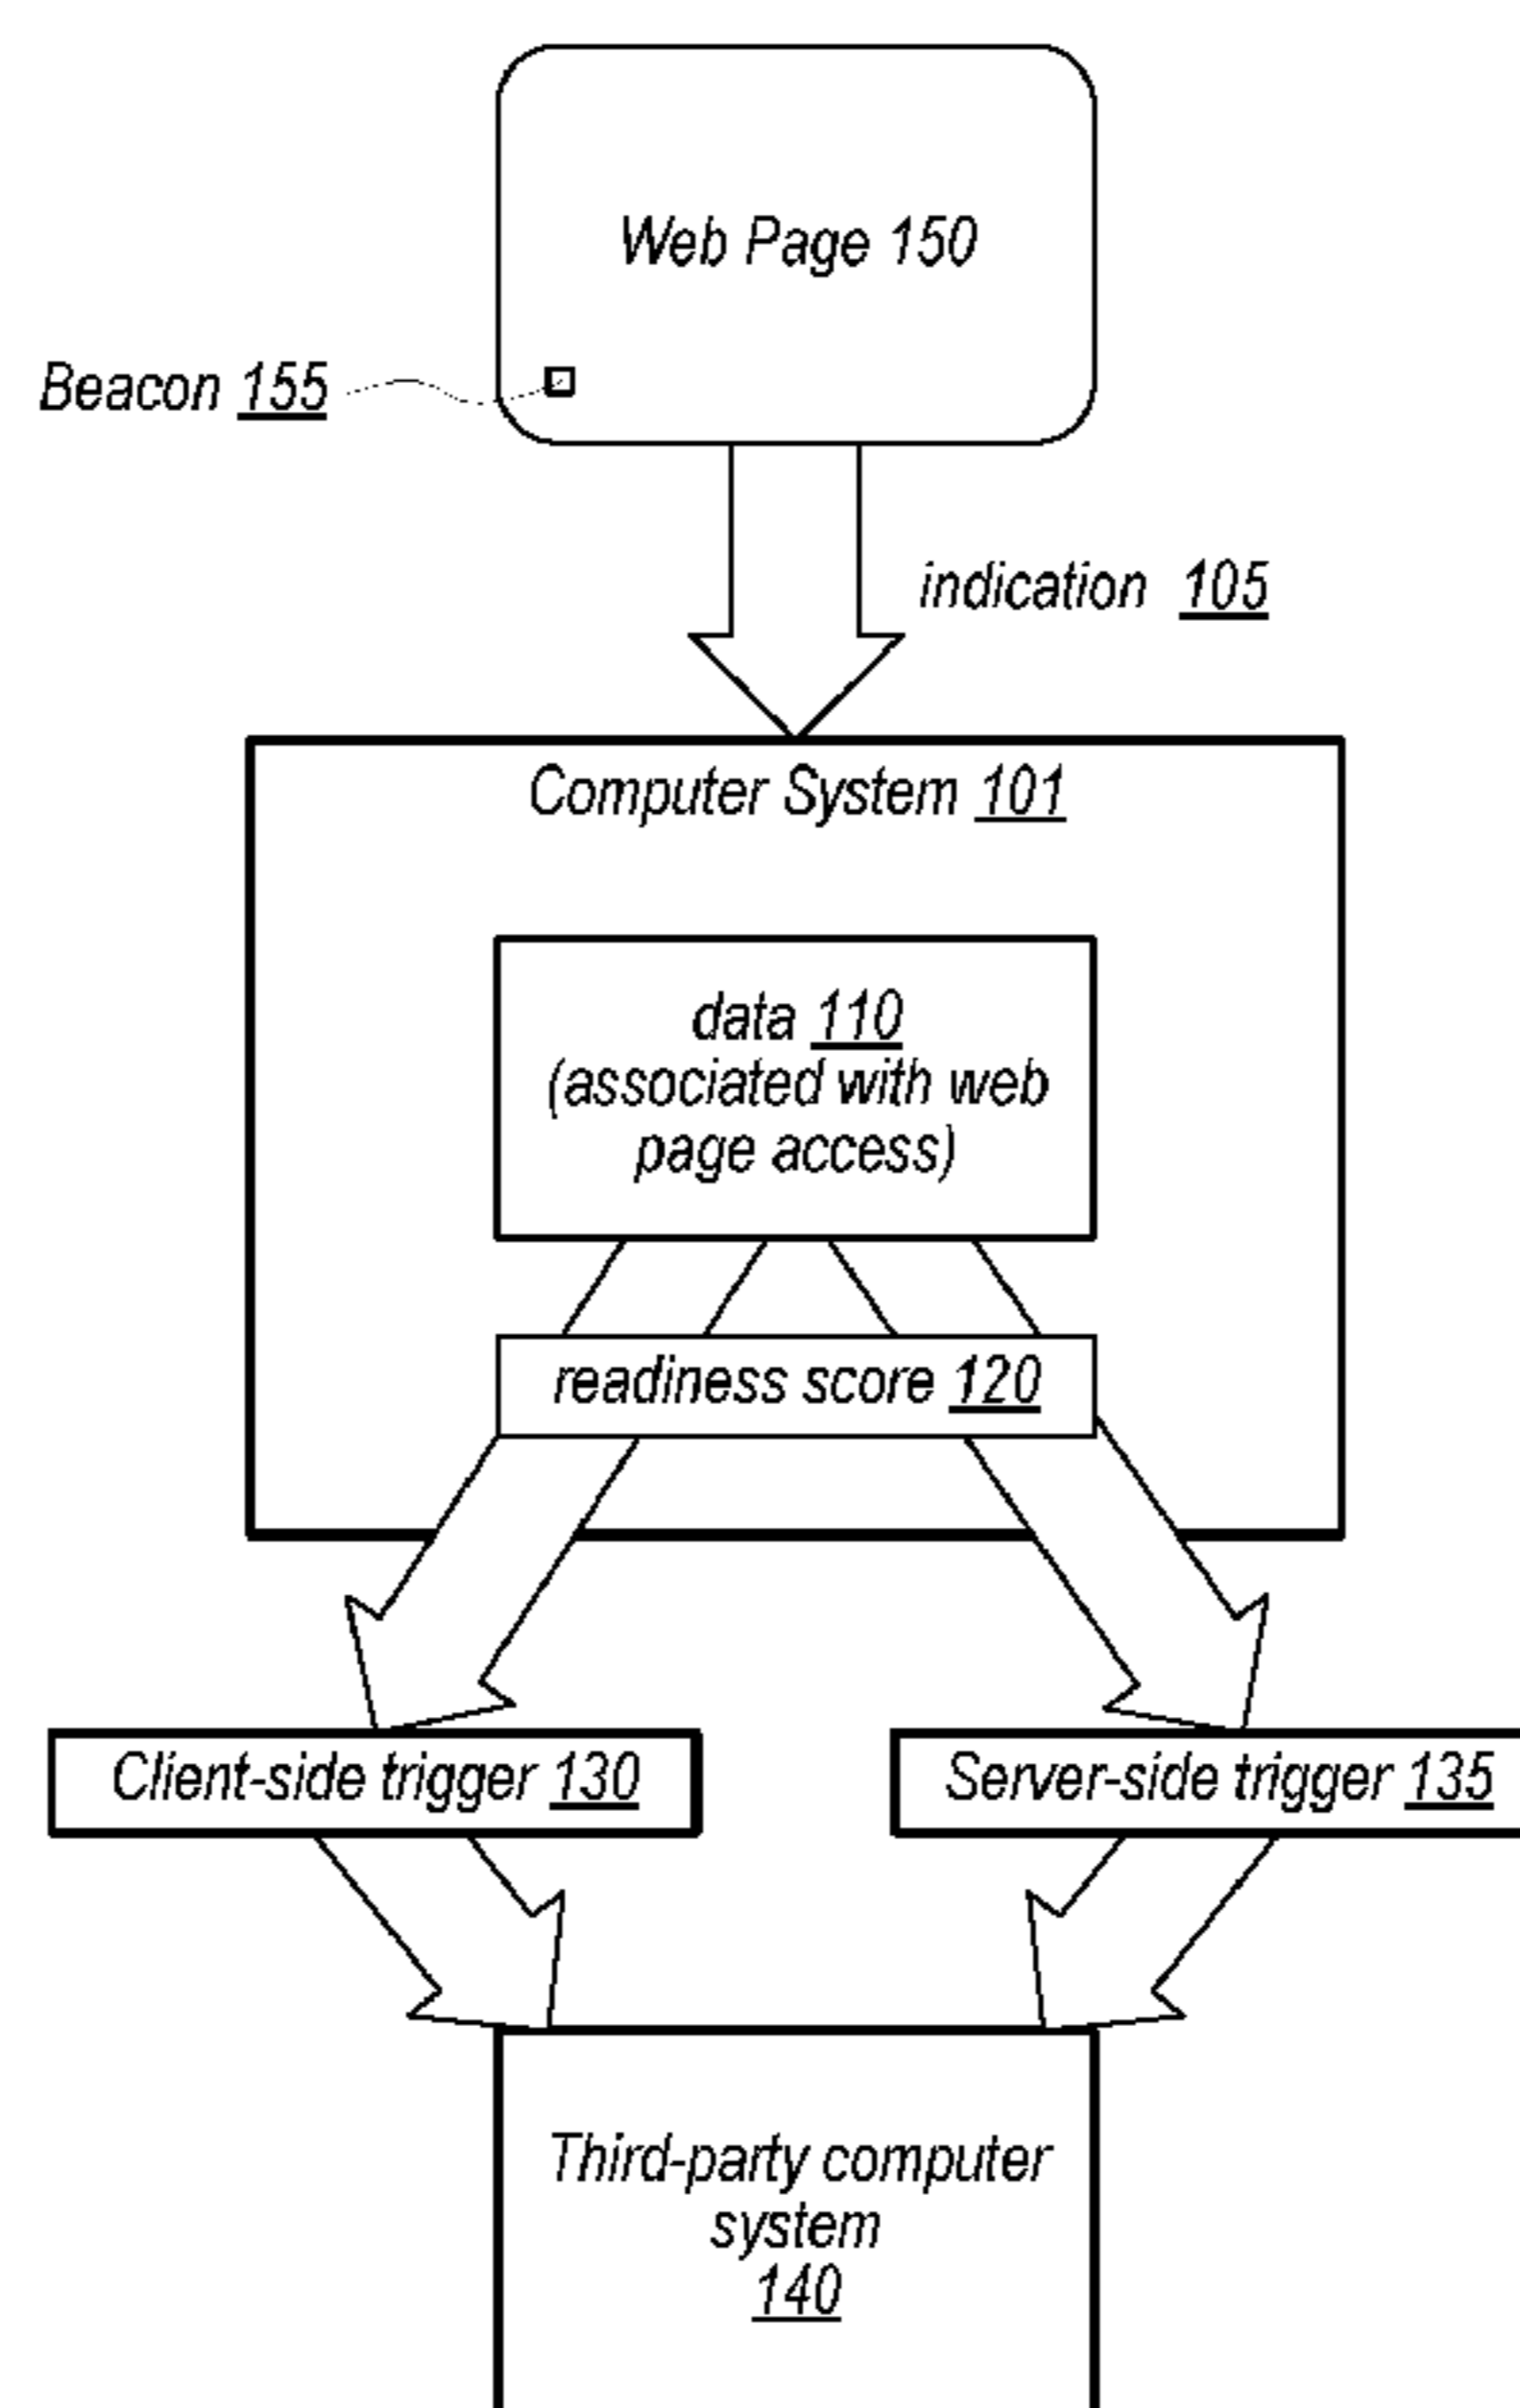 Web Page 150
Beacon 155
indication 105
Computer System 101
data 110
(associated with web
page access)
readiness score 120
Client-side trigger 130
Server-side trigger 135
Third-party computer
system
140